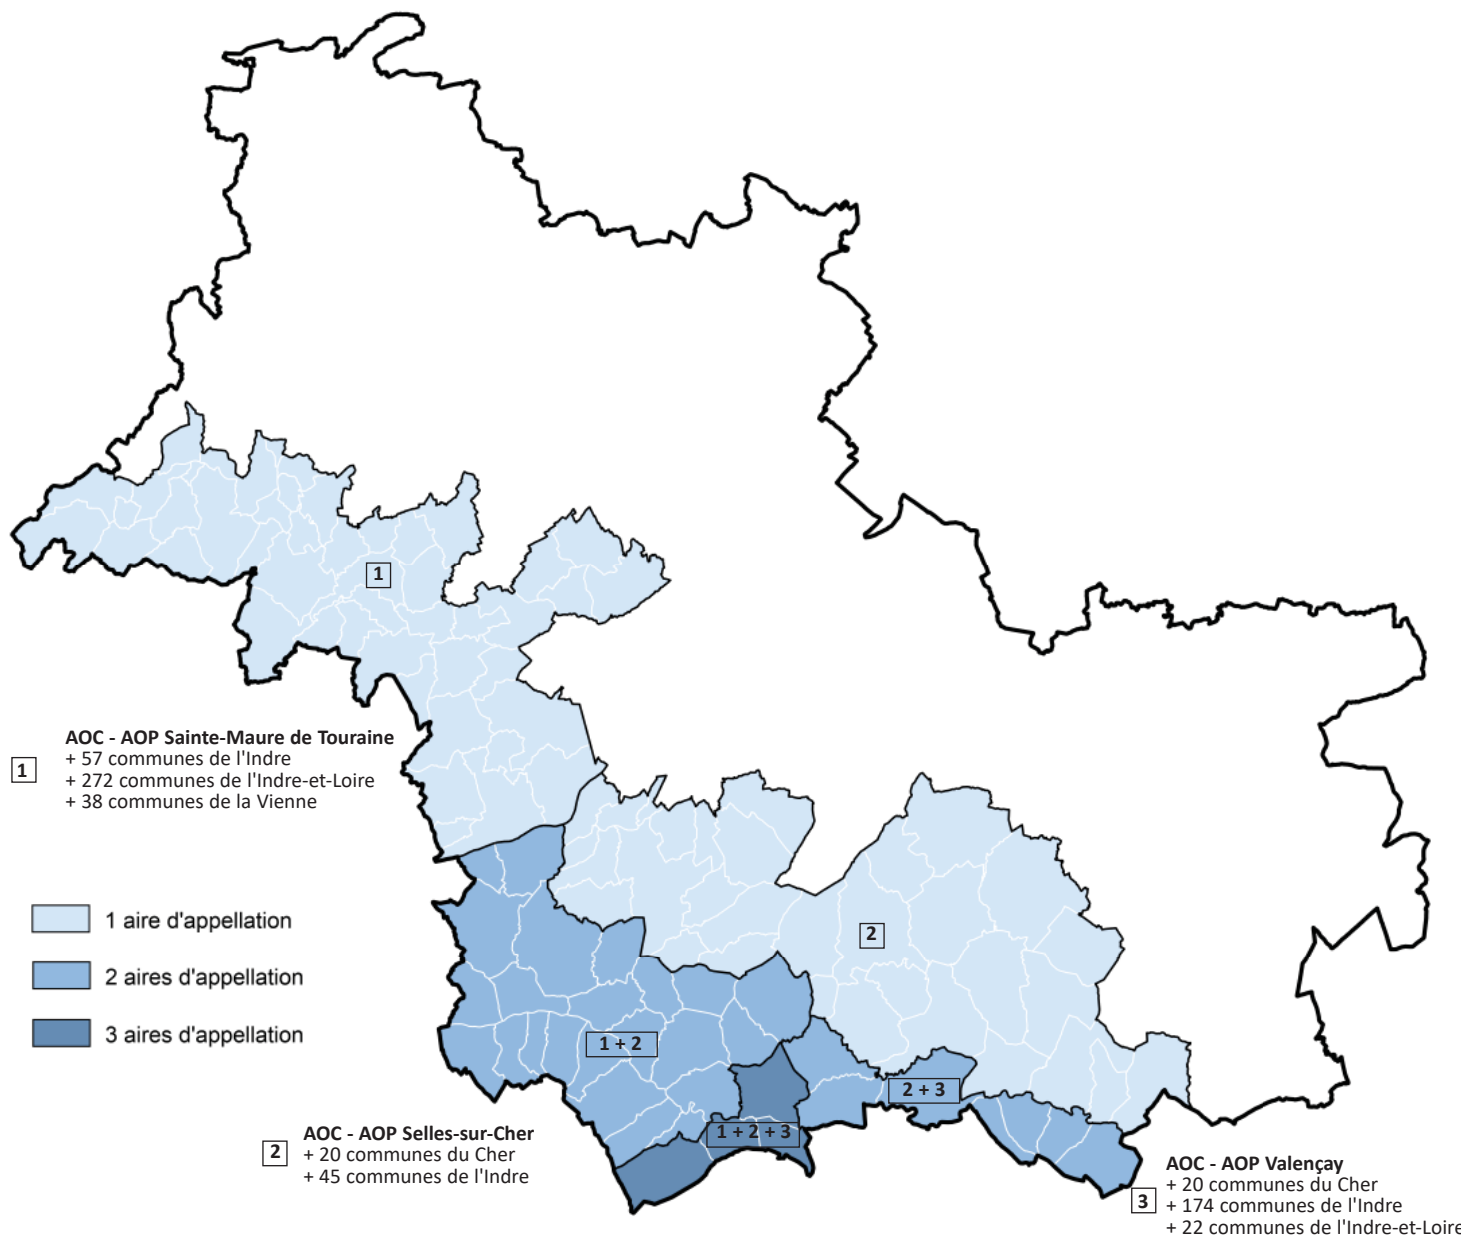 1
AOC - AOP Sainte-Maure de Touraine
+ 57 communes de l'Indre
+ 272 communes de l'Indre-et-Loire
+ 38 communes de la Vienne
1
1 aire d'appellation
2 aires d'appellation
3 aires d'appellation
2
1 + 2
2 + 3
1 + 2 + 3
AOC - AOP Selles-sur-Cher
+ 20 communes du Cher
+ 45 communes de l'Indre
2
AOC - AOP Valençay
+ 20 communes du Cher
+ 174 communes de l'Indre
+ 22 communes de l'Indre-et-Loire
3